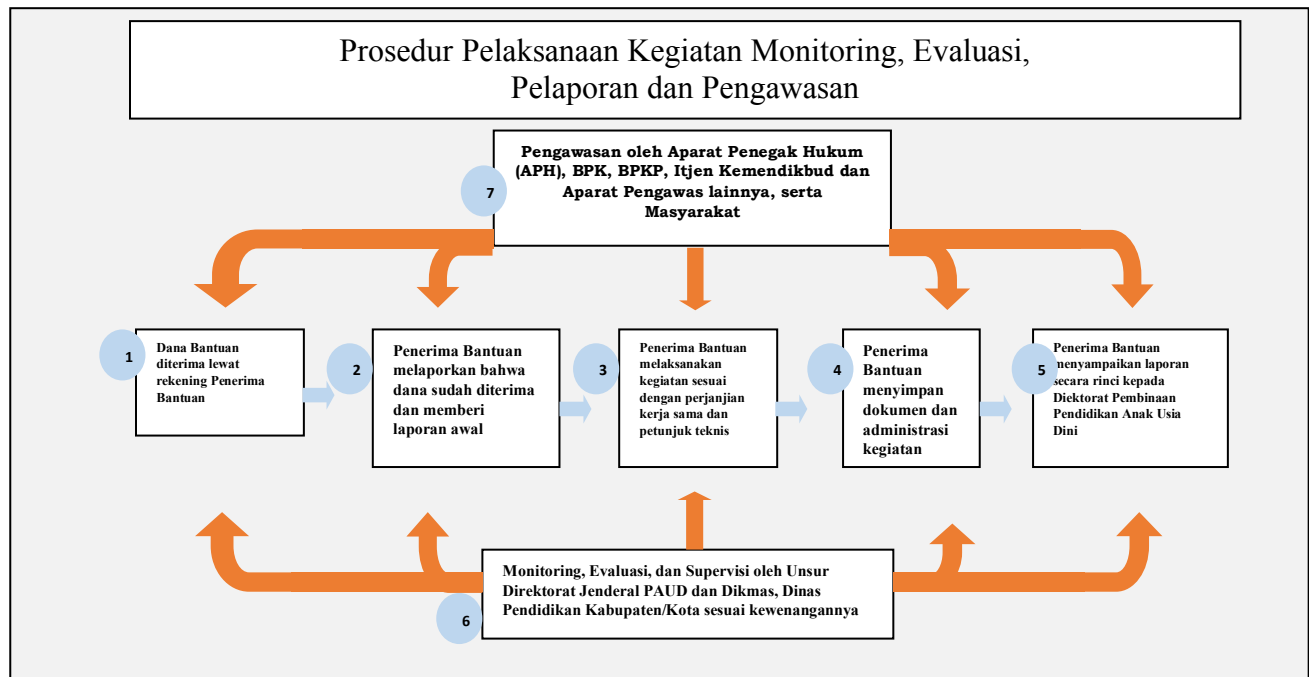 Prosedur Pelaksanaan Kegiatan Monitoring, Evaluasi,
Pelaporan dan Pengawasan
Pengawasan oleh Aparat Penegak Hukum
(APH), BPK, BPKP, Itjen Kemendikbud dan
Aparat Pengawas lainnya, serta
Masyarakat
7
1
Dana Bantuan
diterima lewat
rekening Penerima
Bantuan
2
Penerima Bantuan
melaporkan bahwa
dana sudah diterima
dan memberi
laporan awal
3
Penerima Bantuan
melaksanakan
kegiatan sesuai
dengan perjanjian
kerja sama dan
petunjuk teknis
4
Penerima
Bantuan
menyimpan
dokumen dan
administrasi
kegiatan
5
Penerima Bantuan
menyampaikan laporan
secara rinci kepada
Diektorat Pembinaan
Pendidikan Anak Usia
Dini
Monitoring, Evaluasi, dan Supervisi oleh Unsur
Direktorat Jenderal PAUD dan Dikmas, Dinas
Pendidikan Kabupaten/Kota sesuai kewenangannya
6